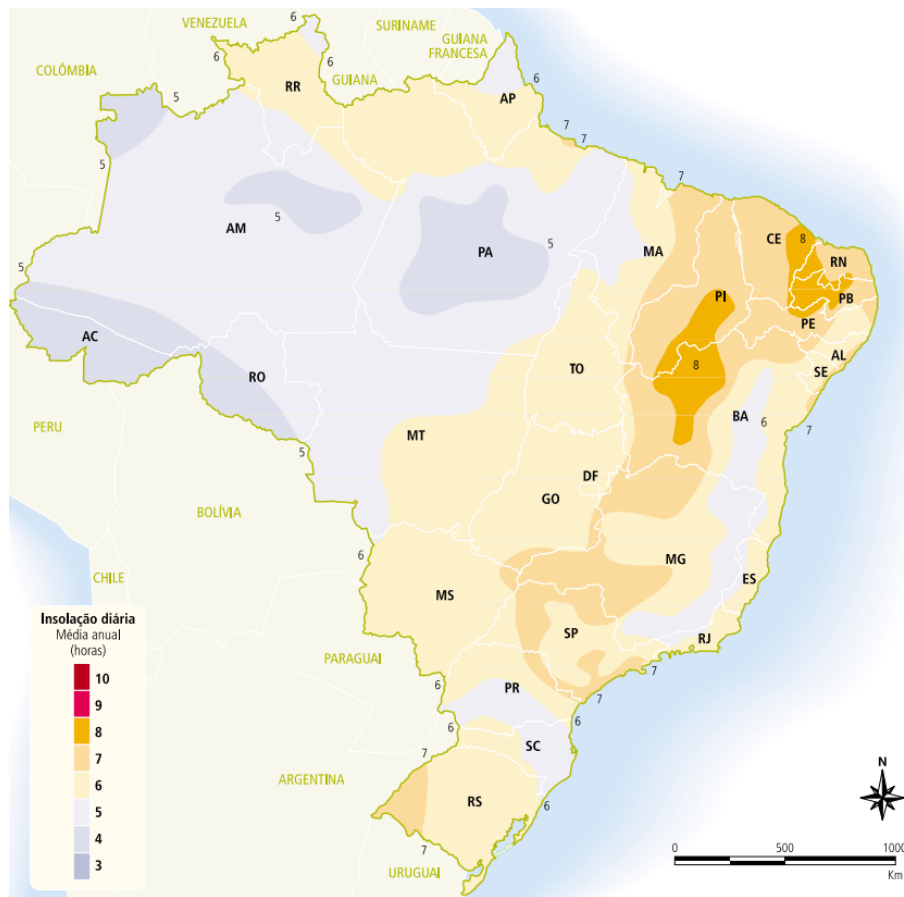 6
VENEZUELA
SURINAME
GUIANA
FRANCESA
6
6
GUIANA
COLÔMBIA
RR
5
AP
6
7
7
5
7
5
AM
5
PA
5
MA
CE
8
RN
PI
PB
PE
AL
SE
5
AC
RO
TO
8
BA
6
7
PERU
MT
5
DF
GO
BOLÍVIA
6
MG
ES
CHILE
MS
SP
RJ
PARAGUAI
7
7
6
PR
6
6
SC
7
ARGENTINA
RS
6
7
URUGUAI
Insolação diária
Média anual
(horas)
10
9
8
7
6
5
4
3
N
0 500 1000
Km